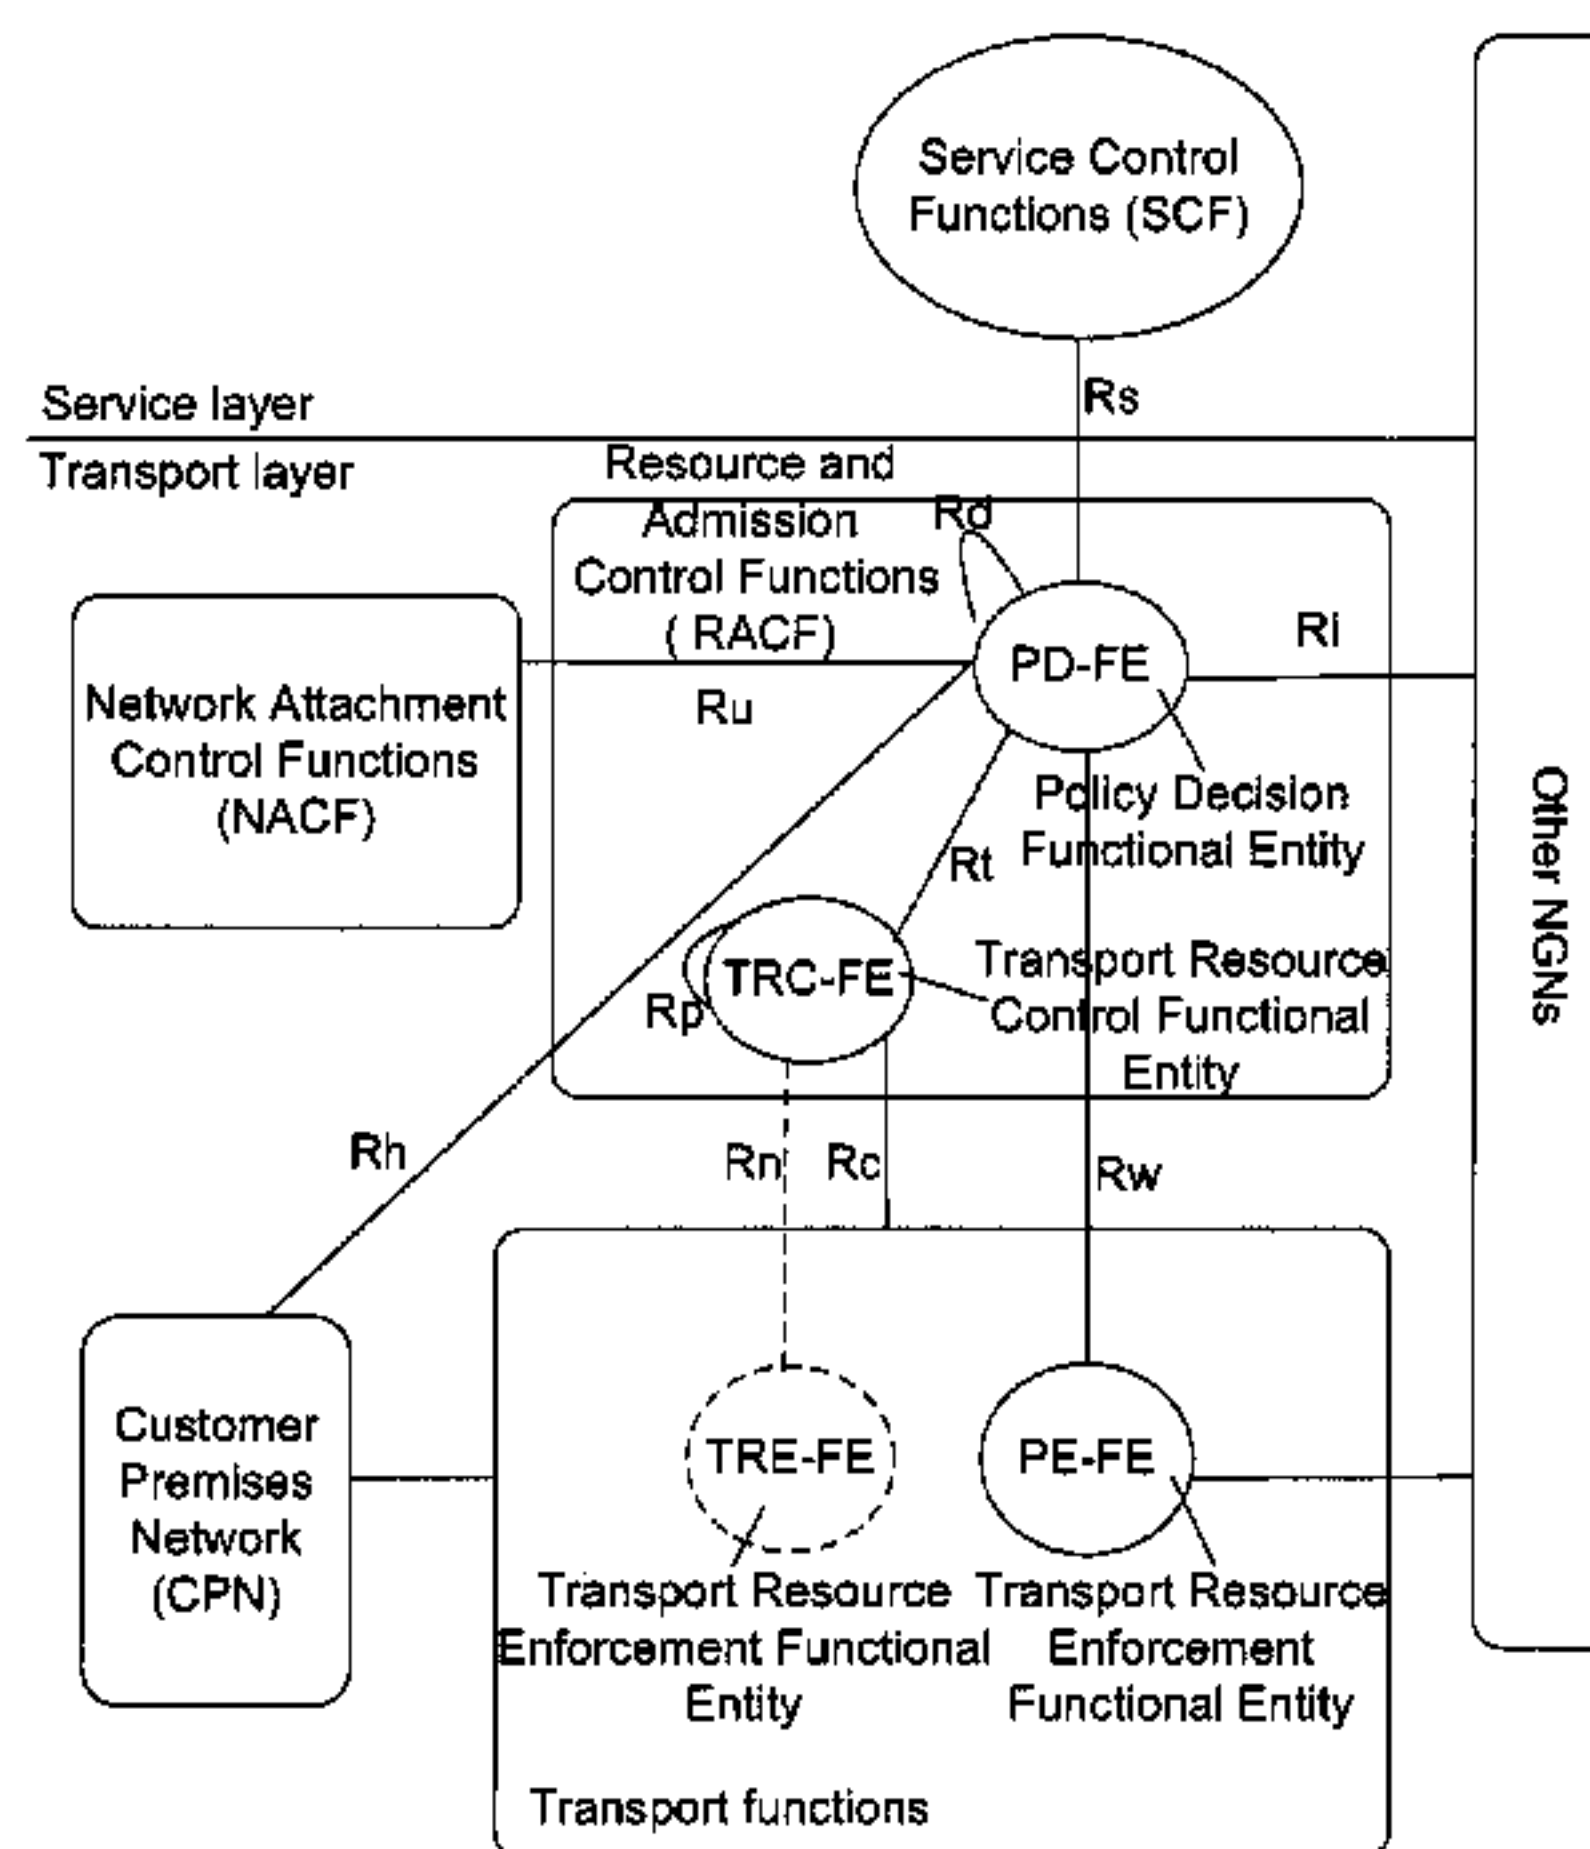 Service Control
Functions (SCF)
Rs
Service layer
Transport layer
Resource and
Admission
Control Functions
( RACF)
Rd
Network Attachment
Control Functions
(NACF)
Ru
PD-FE
Ri
Policy Decision
Functional Entity
Rt
TRC-FE
Rp
Transport Resource
Control Functional
Entity
Other NGNs
Rh
Rn
Rc
Rw
Customer
Premises
Network
(CPN)
TRE-FE
PE-FE
Transport Resource
Enforcement Functional
Entity
Transport Resource
Enforcement
Functional Entity
Transport functions